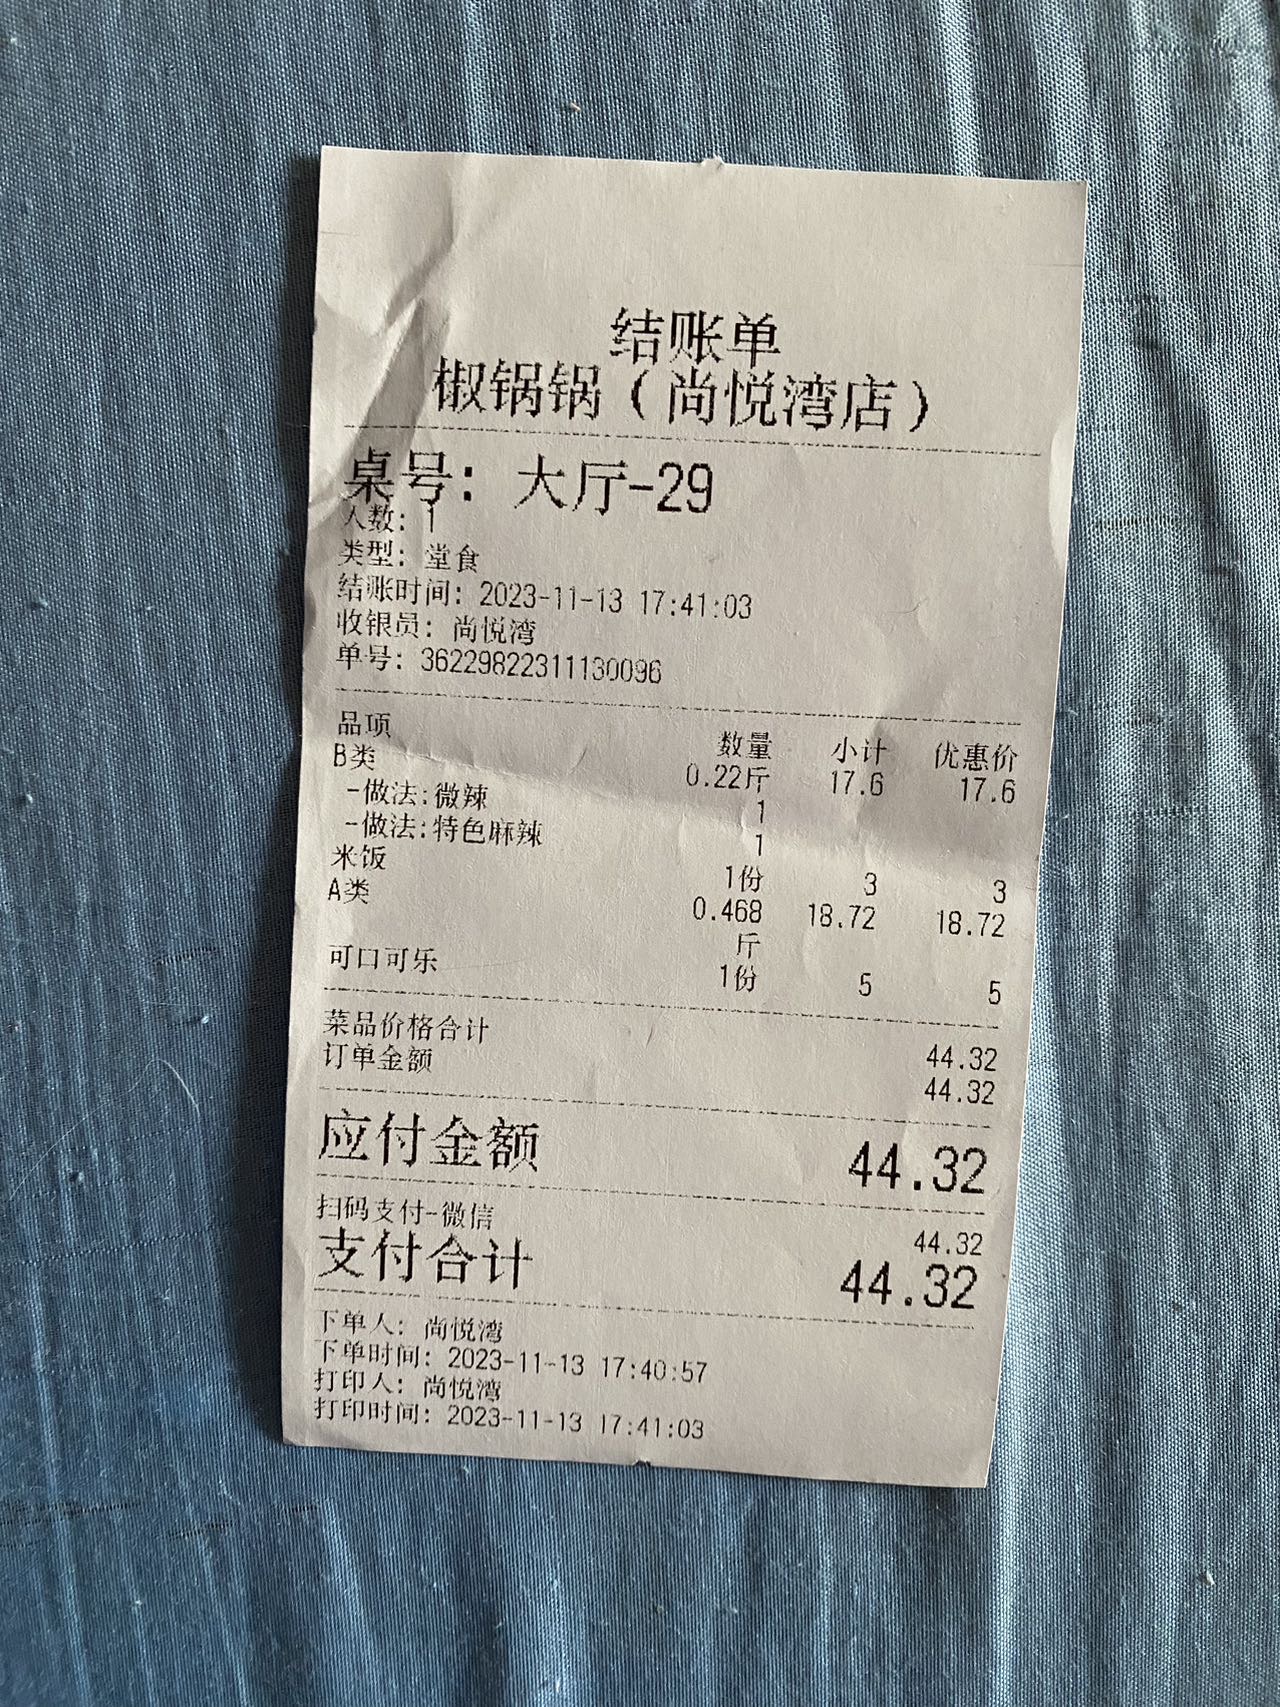 结账单
椒锅锅（尚悦湾店）
桌号：大厅-29
人数：1
类型：堂食
结账时间：2023-11-13 17:41:03
收银员：尚悦湾
单号：36229822311130096
品项 数量 小计 优惠价
B类 0.22斤 17.6 17.6
-做法:微辣 1
-做法:特色麻辣 1
米饭 1份 3 3
A类 0.468 18.72 18.72
斤
可口可乐 1份 5 5
菜品价格合计 44.32
订单金额 44.32
应付金额 44.32
扫码支付-微信 44.32
支付合计 44.32
下单人：尚悦湾
下单时间：2023-11-13 17:40:57
打印人：尚悦湾
打印时间：2023-11-13 17:41:03